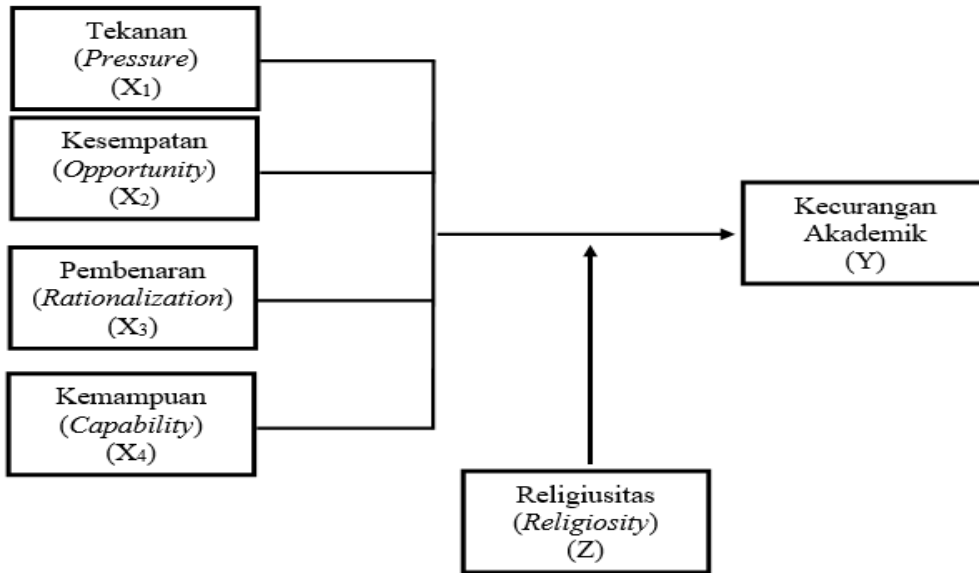 Tekanan
(Pressure)
(X₁)
Kesempatan
(Opportunity)
(X₂)
Pembenaran
(Rationalization)
(X₃)
Kemampuan
(Capability)
(X₄)
Kecurangan
Akademik
(Y)
Religiusitas
(Religiosity)
(Z)